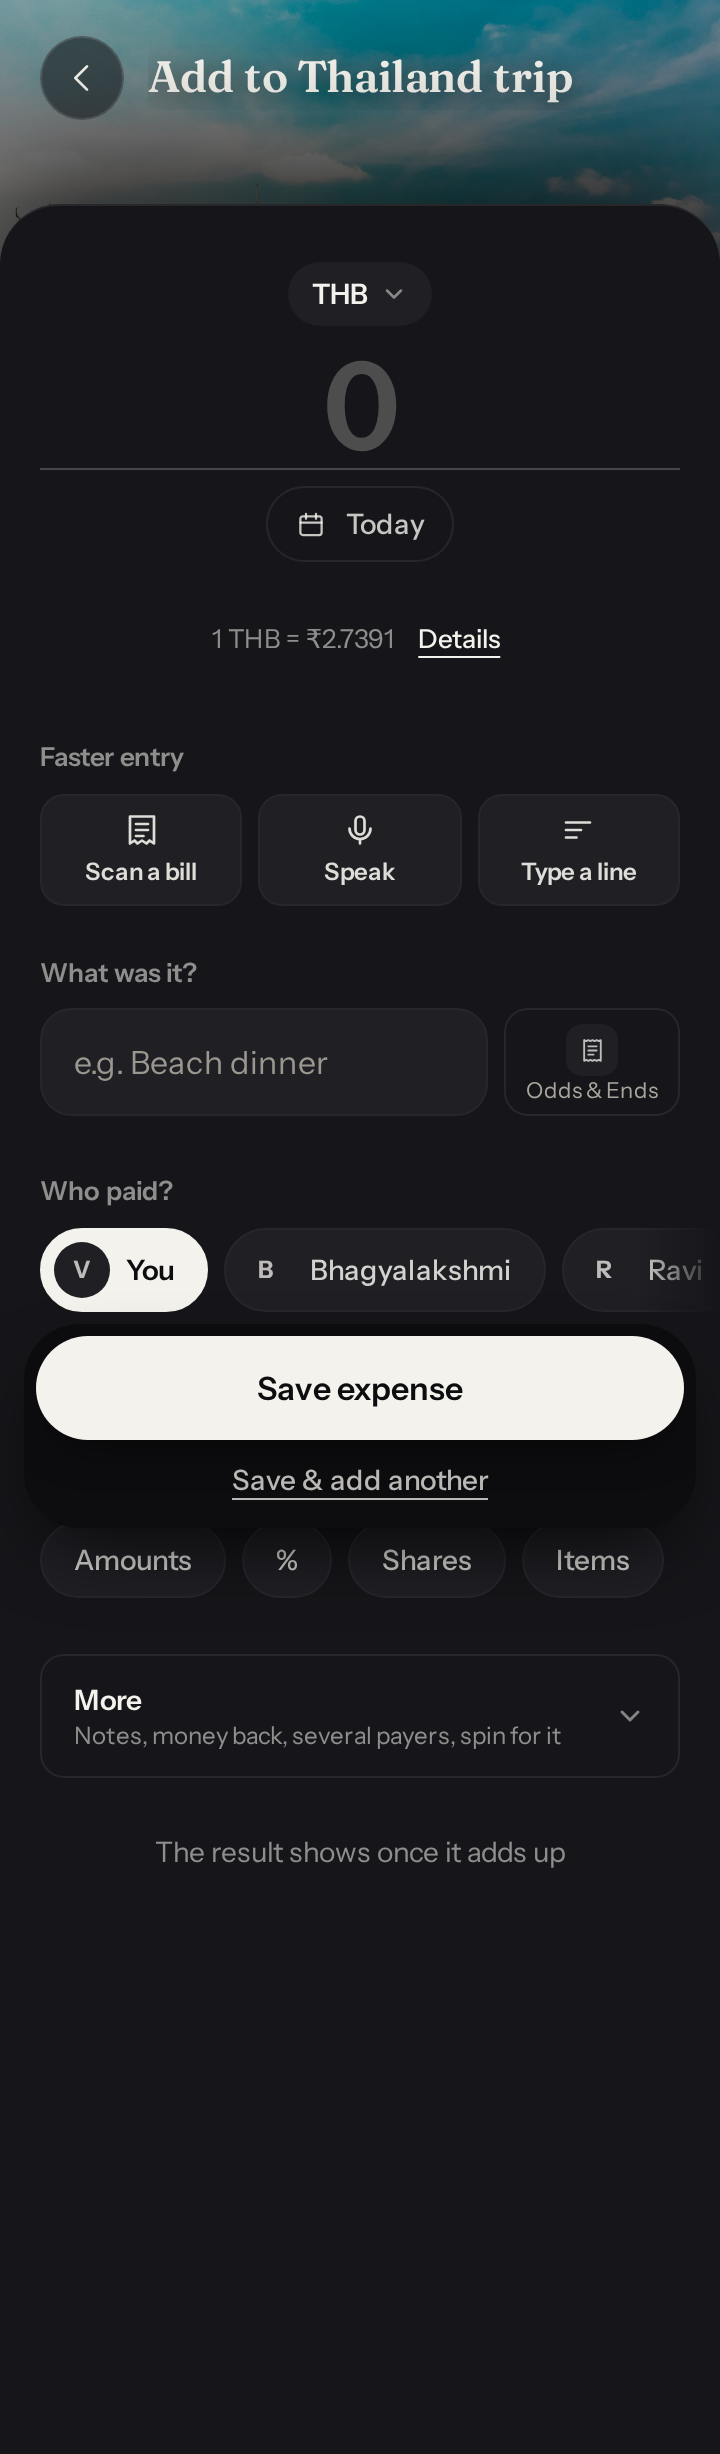 Add to Thailand trip
THB
0
Today
1 THB = ₹2.7391 Details
Faster entry
Scan a bill
Speak
Type a line
What was it?
e.g. Beach dinner
Odds & Ends
Who paid?
V You
B Bhagyalakshmi
R Ravi
Save expense
Save & add another
Amounts
%
Shares
Items
More
Notes, money back, several payers, spin for it
The result shows once it adds up